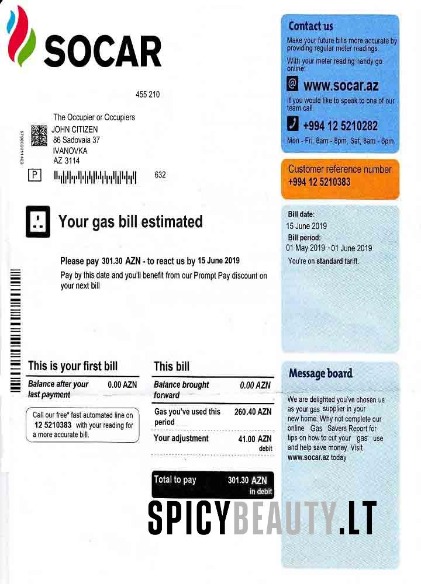 SOCAR
455 210
The Occupier or Occupiers
JOHN CITIZEN
86 Sadovaia 37
IVANOVKA
AZ 3114
P
632
Your gas bill estimated
Please pay 301.30 AZN - to react us by 15 June 2019
Pay by this date and you'll benefit from our Prompt Pay discount on
your next bill
This is your first bill
Balance after your 0.00 AZN
last payment
Call our free* fast automated line on
12 5210383 with your reading for
a more accurate bill.
This bill
Balance brought 0.00 AZN
forward
Gas you've used this 260.40 AZN
period
Your adjustment 41.00 AZN
debit
Total to pay 301.30 AZN
in debit
Contact us
Make your future bills more accurate by
providing regular meter readings.
With your meter reading handy go
online:
@ www.socar.az
If you would like to speak to one of our
team call
+994 12 5210282
Mon - Fri, 8am - 8pm, Sat, 8am - 6pm
Customer reference number
+994 12 5210383
Bill date:
15 June 2019
Bill period:
01 May 2019 - 01 June 2019
You're on standard tarift.
Message board
We are delighted you've chosen us
as your gas supplier in your
new home. Why not complete our
online Gas Savers Report for
tips on how to cut your gas use
and help save money. Visit
www.socar.az today
SPICYBEAUTY.LT